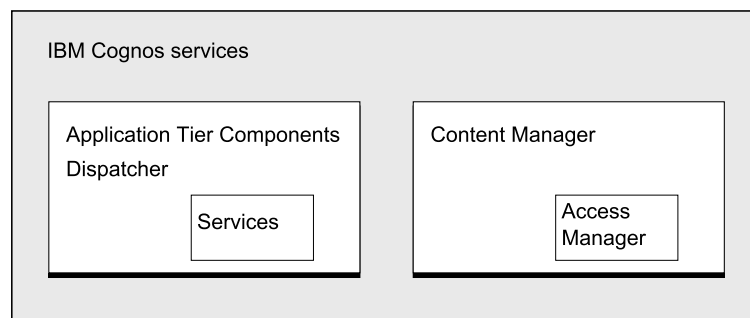 IBM Cognos services
Application Tier Components
Dispatcher
Services
Content Manager
Access
Manager